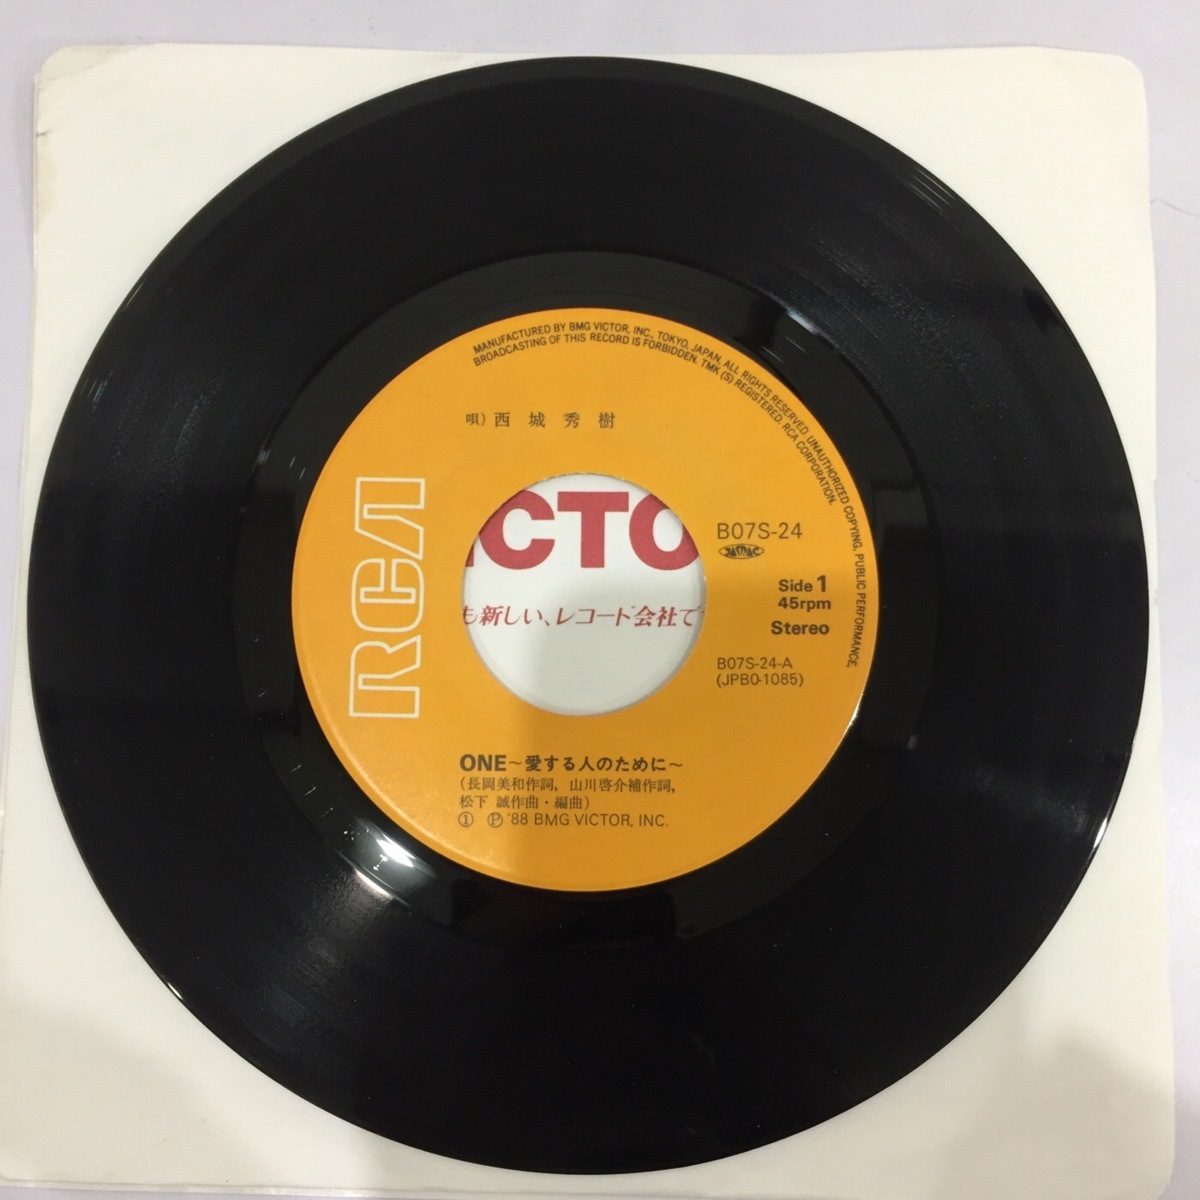 MANUFACTURED BY BMG VICTOR, INC., TOKYO, JAPAN. ALL RIGHTS RESERVED. UNAUTHORIZED COPYING, PUBLIC PERFORMANCE,
BROADCASTING OF THIS RECORD IS FORBIDDEN. TMK (S) REGISTERED. RCA CORPORATION.
唄) 西城秀樹
RCA
ICTO
も新しい、レコード会社で
B07S-24
JASRAC
Side 1
45rpm
Stereo
B07S-24-A
(JPB0-1085)
ONE～愛する人のために～
(長岡美和作詞, 山川啓介補作詞,
松下 誠作曲・編曲)
① Ⓟ '88 BMG VICTOR, INC.